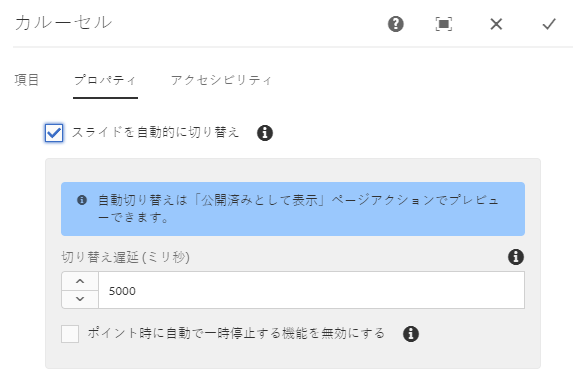 カルーセル
項目 プロパティ アクセシビリティ
スライドを自動的に切り替え
自動切り替えは「公開済みとして表示」ページアクションでプレビュ
ーできます。
切り替え遅延 (ミリ秒)
5000
ポイント時に自動で一時停止する機能を無効にする